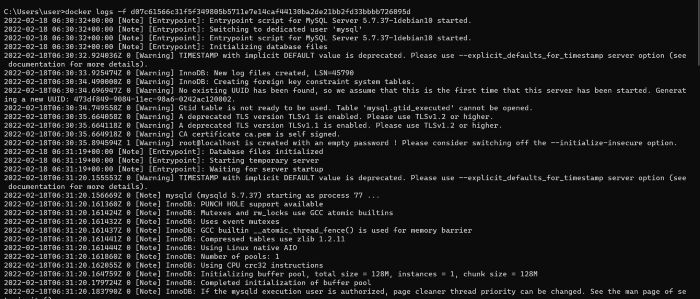 C:\Users\user>docker logs -f d07c61566c31f5f349805b5711e7e14caf44130ba2de21bb2fd33bbbb726095d
2022-02-18 06:30:32+00:00 [Note] [Entrypoint]: Entrypoint script for MySQL Server 5.7.37-1debian10 started.
2022-02-18 06:30:32+00:00 [Note] [Entrypoint]: Switching to dedicated user 'mysql'
2022-02-18 06:30:32+00:00 [Note] [Entrypoint]: Entrypoint script for MySQL Server 5.7.37-1debian10 started.
2022-02-18 06:30:32+00:00 [Note] [Entrypoint]: Initializing database files
2022-02-18T06:30:32.924036Z 0 [Warning] TIMESTAMP with implicit DEFAULT value is deprecated. Please use --explicit_defaults_for_timestamp server option (see
documentation for more details).
2022-02-18T06:30:33.925474Z 0 [Warning] InnoDB: New log files created, LSN=45790
2022-02-18T06:30:34.490008Z 0 [Warning] InnoDB: Creating foreign key constraint system tables.
2022-02-18T06:30:34.696947Z 0 [Warning] No existing UUID has been found, so we assume that this is the first time that this server has been started. Generat
ing a new UUID: 473df849-9084-11ec-98a6-0242ac120002.
2022-02-18T06:30:34.749558Z 0 [Warning] Gtid table is not ready to be used. Table 'mysql.gtid_executed' cannot be opened.
2022-02-18T06:30:35.664058Z 0 [Warning] A deprecated TLS version TLSv1 is enabled. Please use TLSv1.2 or higher.
2022-02-18T06:30:35.664118Z 0 [Warning] A deprecated TLS version TLSv1.1 is enabled. Please use TLSv1.2 or higher.
2022-02-18T06:30:35.664918Z 0 [Warning] CA certificate ca.pem is self signed.
2022-02-18T06:30:35.894594Z 1 [Warning] root@localhost is created with an empty password ! Please consider switching off the --initialize-insecure option.
2022-02-18 06:31:19+00:00 [Note] [Entrypoint]: Database files initialized
2022-02-18 06:31:19+00:00 [Note] [Entrypoint]: Starting temporary server
2022-02-18 06:31:19+00:00 [Note] [Entrypoint]: Waiting for server startup
2022-02-18T06:31:20.155533Z 0 [Warning] TIMESTAMP with implicit DEFAULT value is deprecated. Please use --explicit_defaults_for_timestamp server option (see
documentation for more details).
2022-02-18T06:31:20.156669Z 0 [Note] mysqld (mysqld 5.7.37) starting as process 77 ...
2022-02-18T06:31:20.161360Z 0 [Note] InnoDB: PUNCH HOLE support available
2022-02-18T06:31:20.161424Z 0 [Note] InnoDB: Mutexes and rw_locks use GCC atomic builtins
2022-02-18T06:31:20.161432Z 0 [Note] InnoDB: Uses event mutexes
2022-02-18T06:31:20.161437Z 0 [Note] InnoDB: GCC builtin __atomic_thread_fence() is used for memory barrier
2022-02-18T06:31:20.161441Z 0 [Note] InnoDB: Compressed tables use zlib 1.2.11
2022-02-18T06:31:20.161444Z 0 [Note] InnoDB: Using Linux native AIO
2022-02-18T06:31:20.161860Z 0 [Note] InnoDB: Number of pools: 1
2022-02-18T06:31:20.162055Z 0 [Note] InnoDB: Using CPU crc32 instructions
2022-02-18T06:31:20.164759Z 0 [Note] InnoDB: Initializing buffer pool, total size = 128M, instances = 1, chunk size = 128M
2022-02-18T06:31:20.179724Z 0 [Note] InnoDB: Completed initialization of buffer pool
2022-02-18T06:31:20.183790Z 0 [Note] InnoDB: If the mysqld execution user is authorized, page cleaner thread priority can be changed. See the man page of se